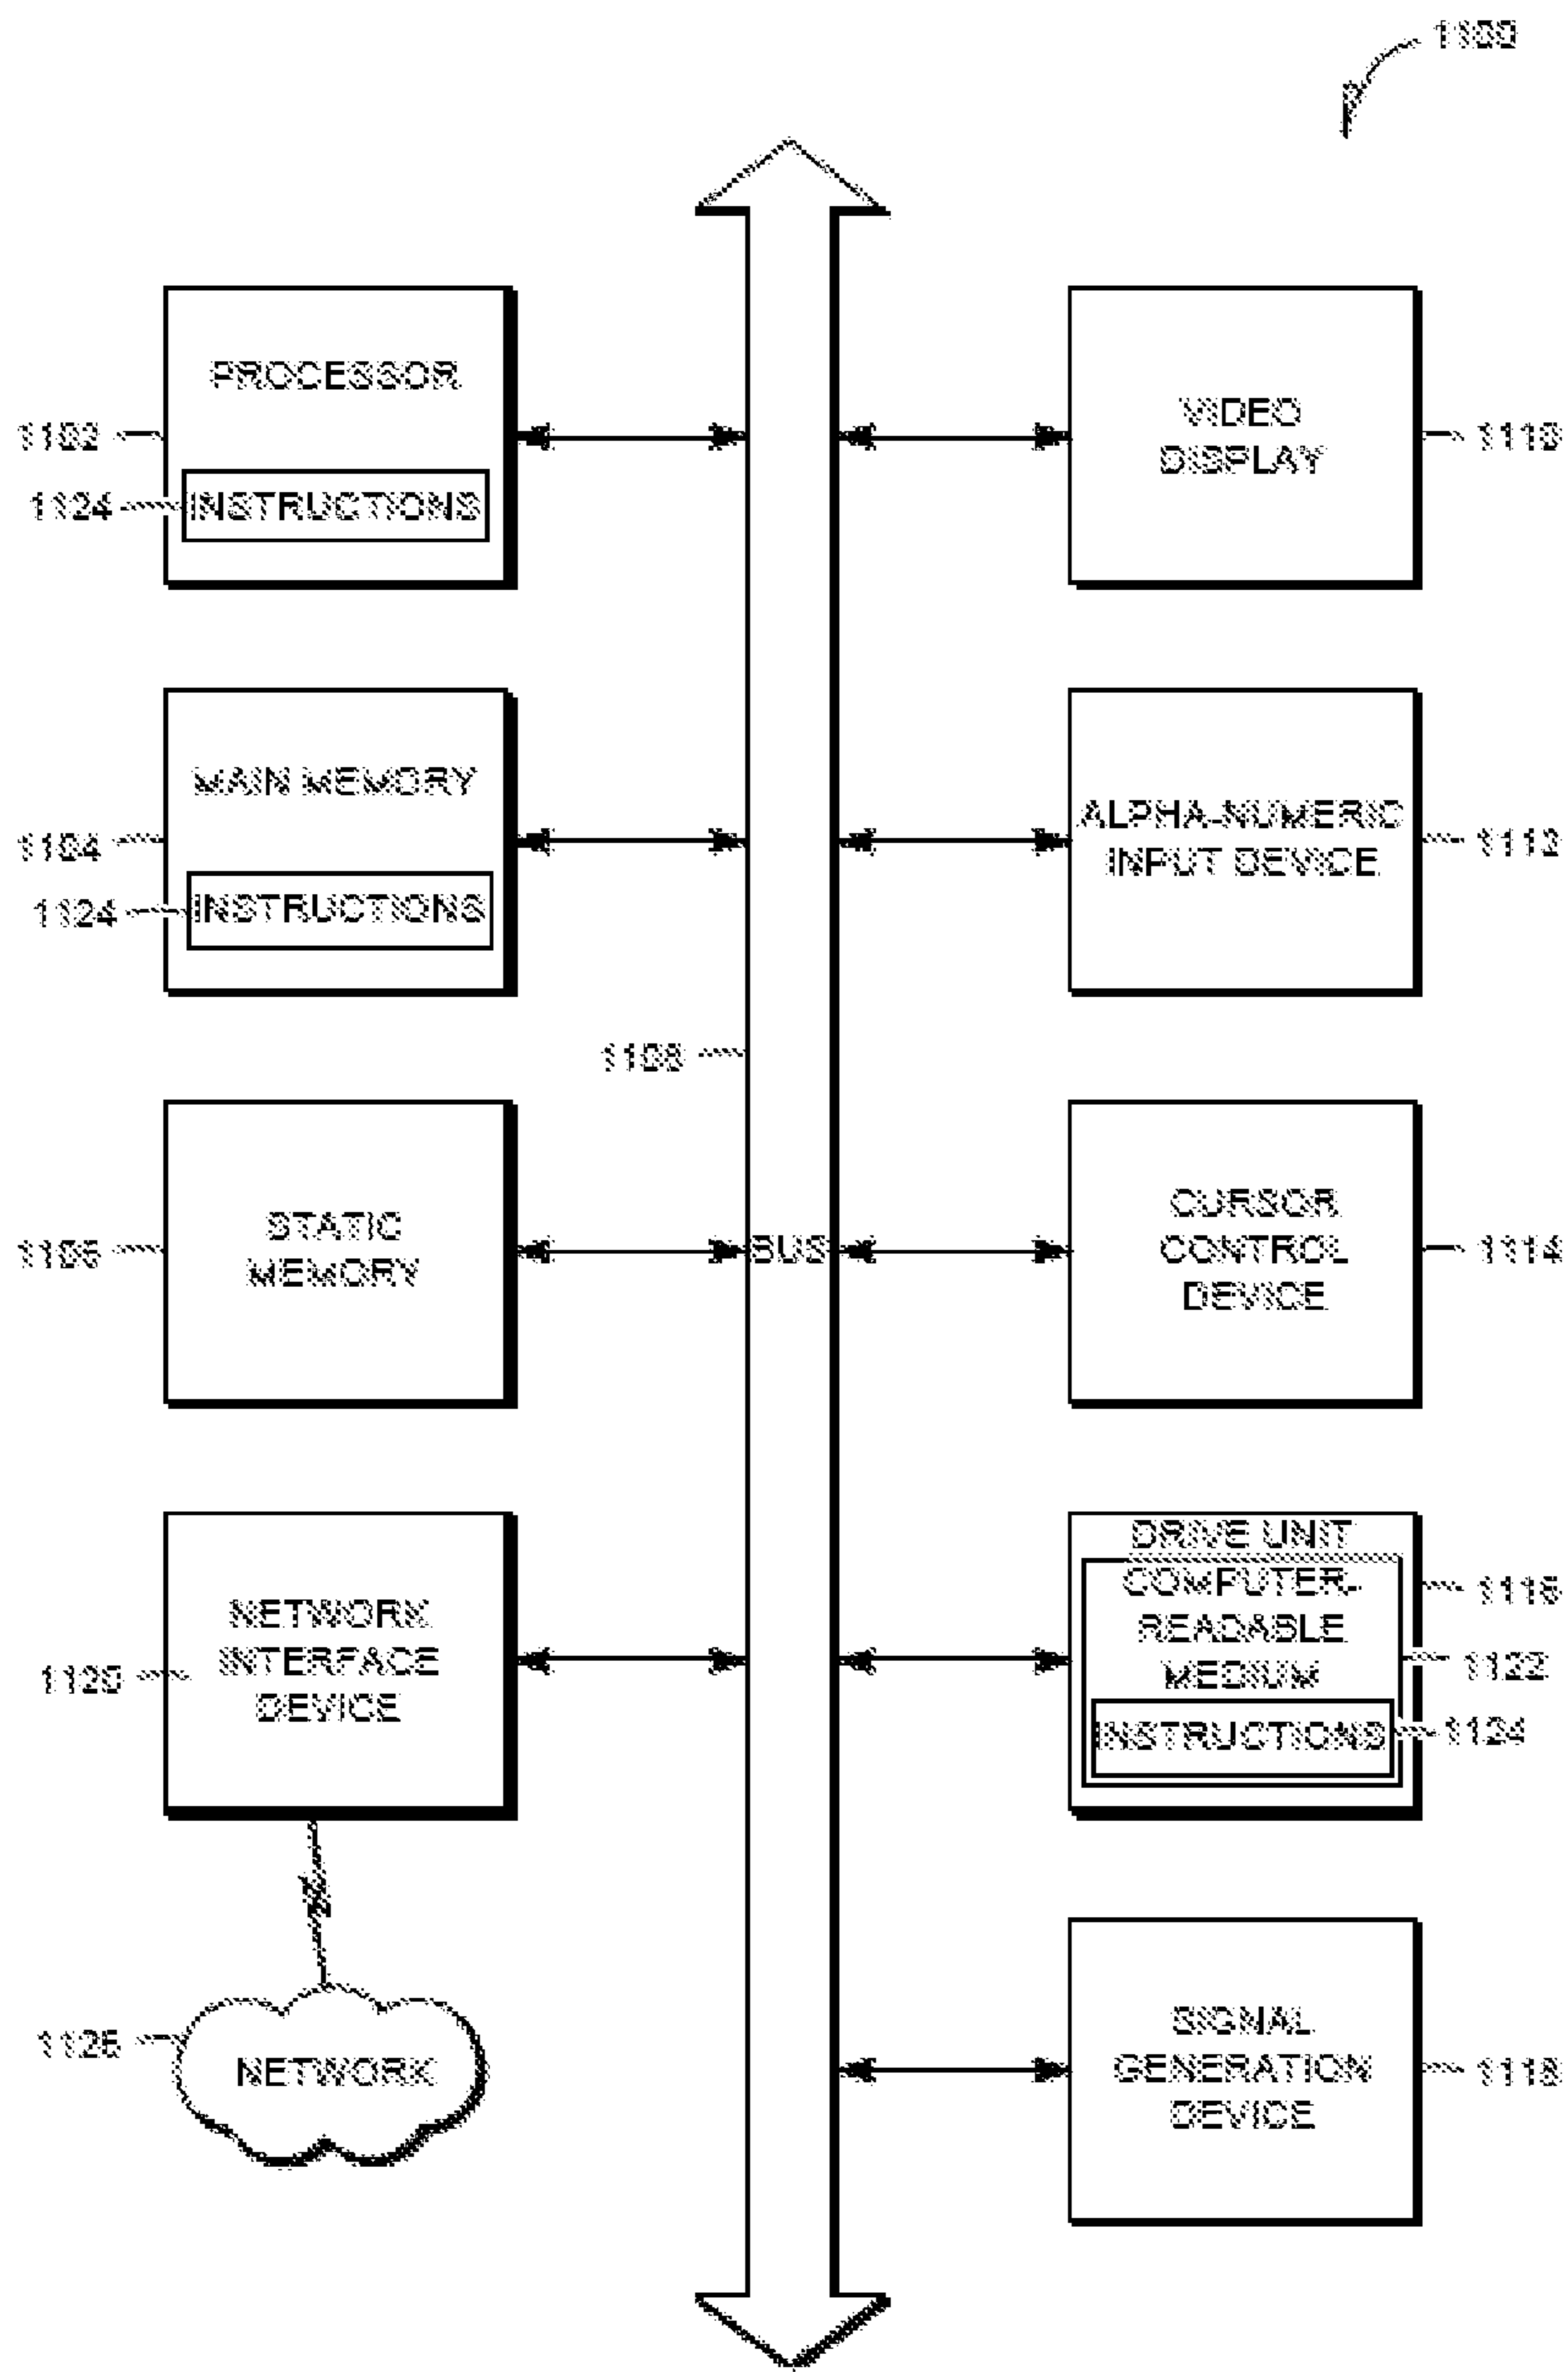 1100
PROCESSOR
1102
1124
INSTRUCTIONS
VIDEO
DISPLAY
1110
MAIN MEMORY
1104
1124
INSTRUCTIONS
ALPHA-NUMERIC
INPUT DEVICE
1112
1108
STATIC
MEMORY
1106
BUS
CURSOR
CONTROL
DEVICE
1114
NETWORK
INTERFACE
DEVICE
1120
DRIVE UNIT
COMPUTER-
READABLE
MEDIUM
INSTRUCTIONS
1116
1122
1124
1126
NETWORK
SIGNAL
GENERATION
DEVICE
1118